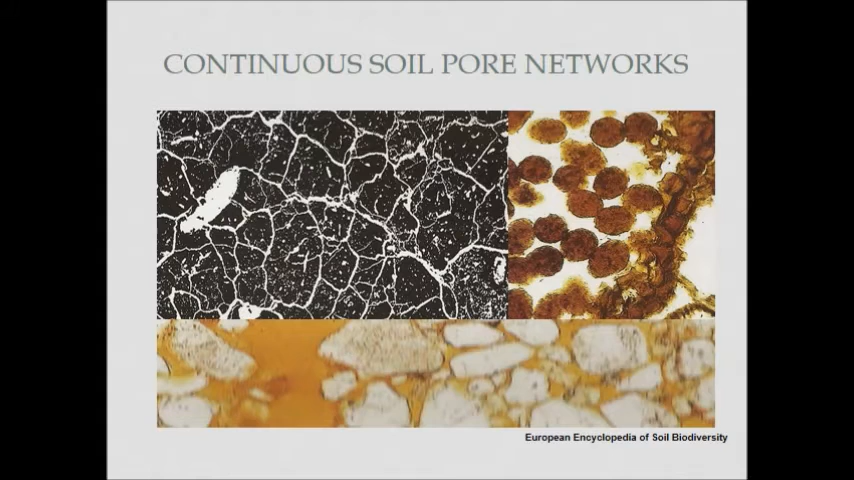 CONTINUOUS SOIL PORE NETWORKS
European Encyclopedia of Soil Biodiversity